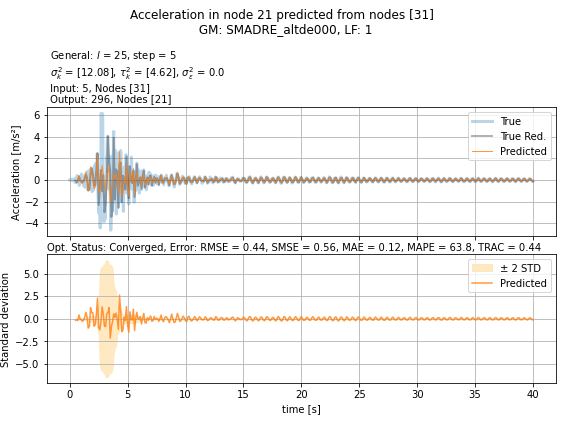 Acceleration in node 21 predicted from nodes [31]
GM: SMADRE_altde000, LF: 1
General: l = 25, step = 5
σ²ₖ = [12.08], τ²ₖ = [4.62], σ²ε = 0.0
Input: 5, Nodes [31]
Output: 296, Nodes [21]
Acceleration [m/s²]
6
4
2
0
−2
−4
True
True Red.
Predicted
Opt. Status: Converged, Error: RMSE = 0.44, SMSE = 0.56, MAE = 0.12, MAPE = 63.8, TRAC = 0.44
Standard deviation
5.0
2.5
0.0
−2.5
−5.0
± 2 STD
Predicted
0 5 10 15 20 25 30 35 40
time [s]